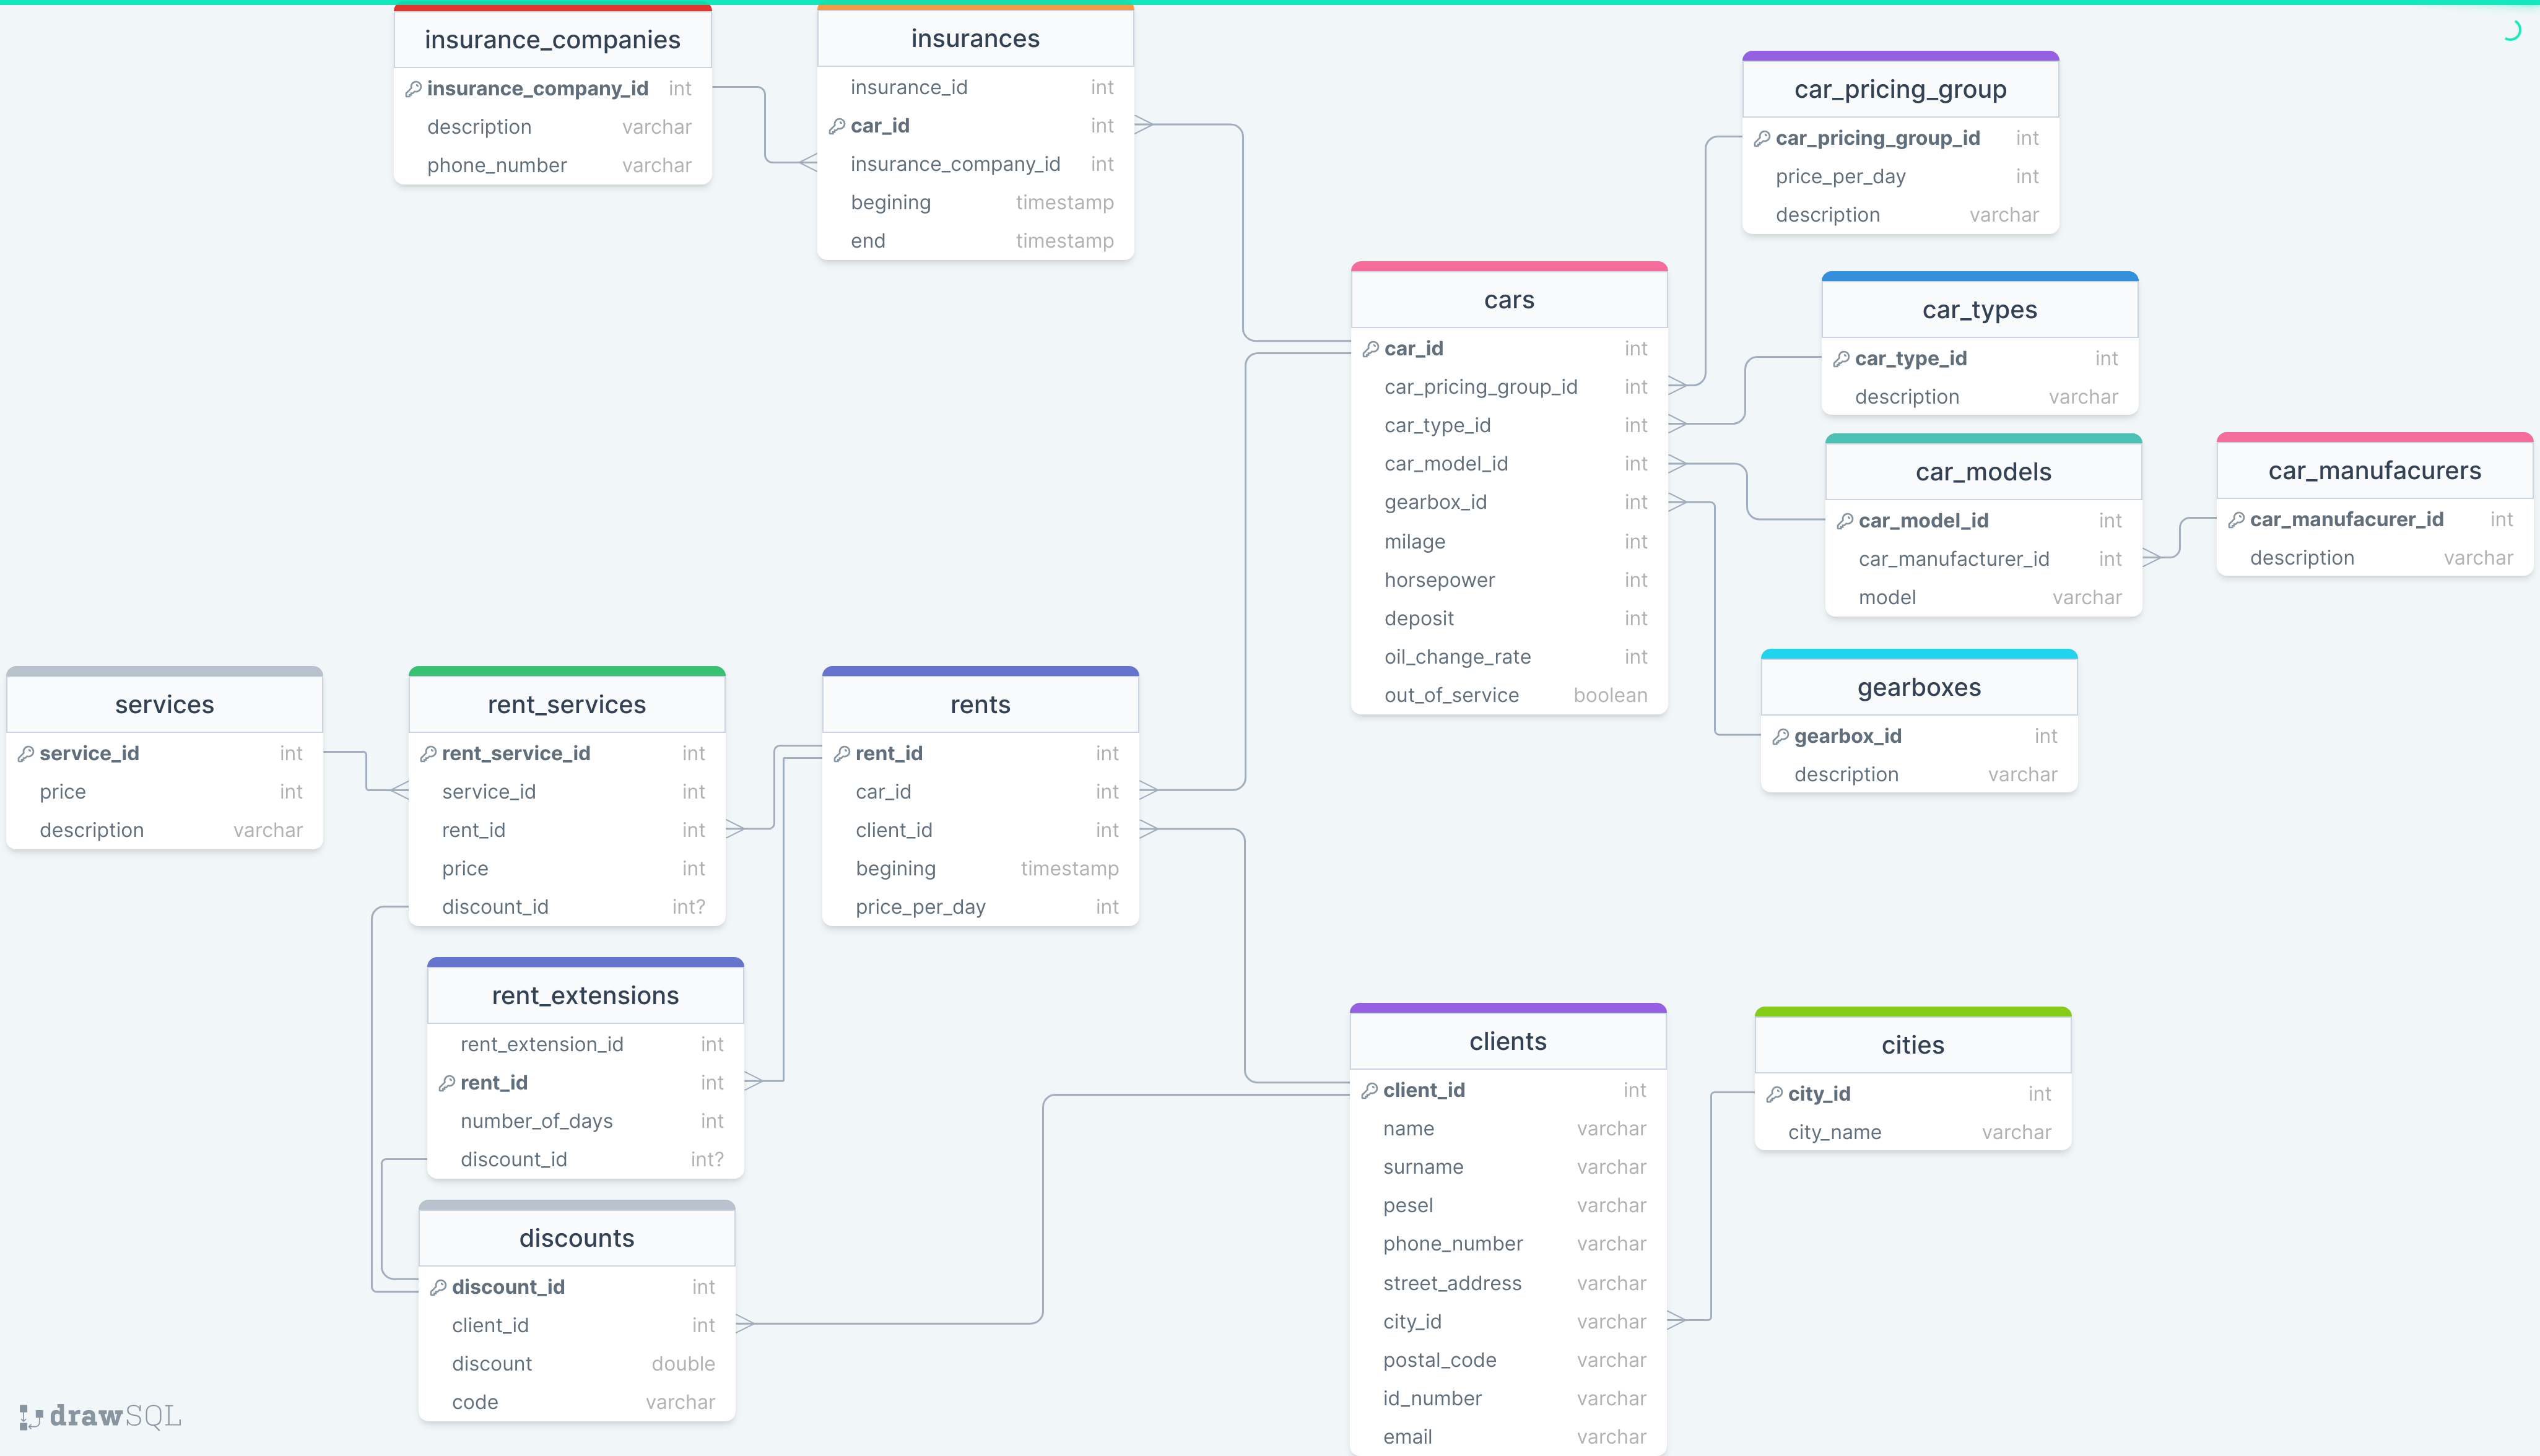 insurance_companies
insurance_company_id int
description varchar
phone_number varchar
insurances
insurance_id int
car_id int
insurance_company_id int
begining timestamp
end timestamp
car_pricing_group
car_pricing_group_id int
price_per_day int
description varchar
cars
car_id int
car_pricing_group_id int
car_type_id int
car_model_id int
gearbox_id int
milage int
horsepower int
deposit int
oil_change_rate int
out_of_service boolean
car_types
car_type_id int
description varchar
car_models
car_model_id int
car_manufacturer_id int
model varchar
car_manufacurers
car_manufacurer_id int
description varchar
gearboxes
gearbox_id int
description varchar
services
service_id int
price int
description varchar
rent_services
rent_service_id int
service_id int
rent_id int
price int
discount_id int?
rents
rent_id int
car_id int
client_id int
begining timestamp
price_per_day int
rent_extensions
rent_extension_id int
rent_id int
number_of_days int
discount_id int?
discounts
discount_id int
client_id int
discount double
code varchar
clients
client_id int
name varchar
surname varchar
pesel varchar
phone_number varchar
street_address varchar
city_id varchar
postal_code varchar
id_number varchar
email varchar
cities
city_id int
city_name varchar
drawSQL